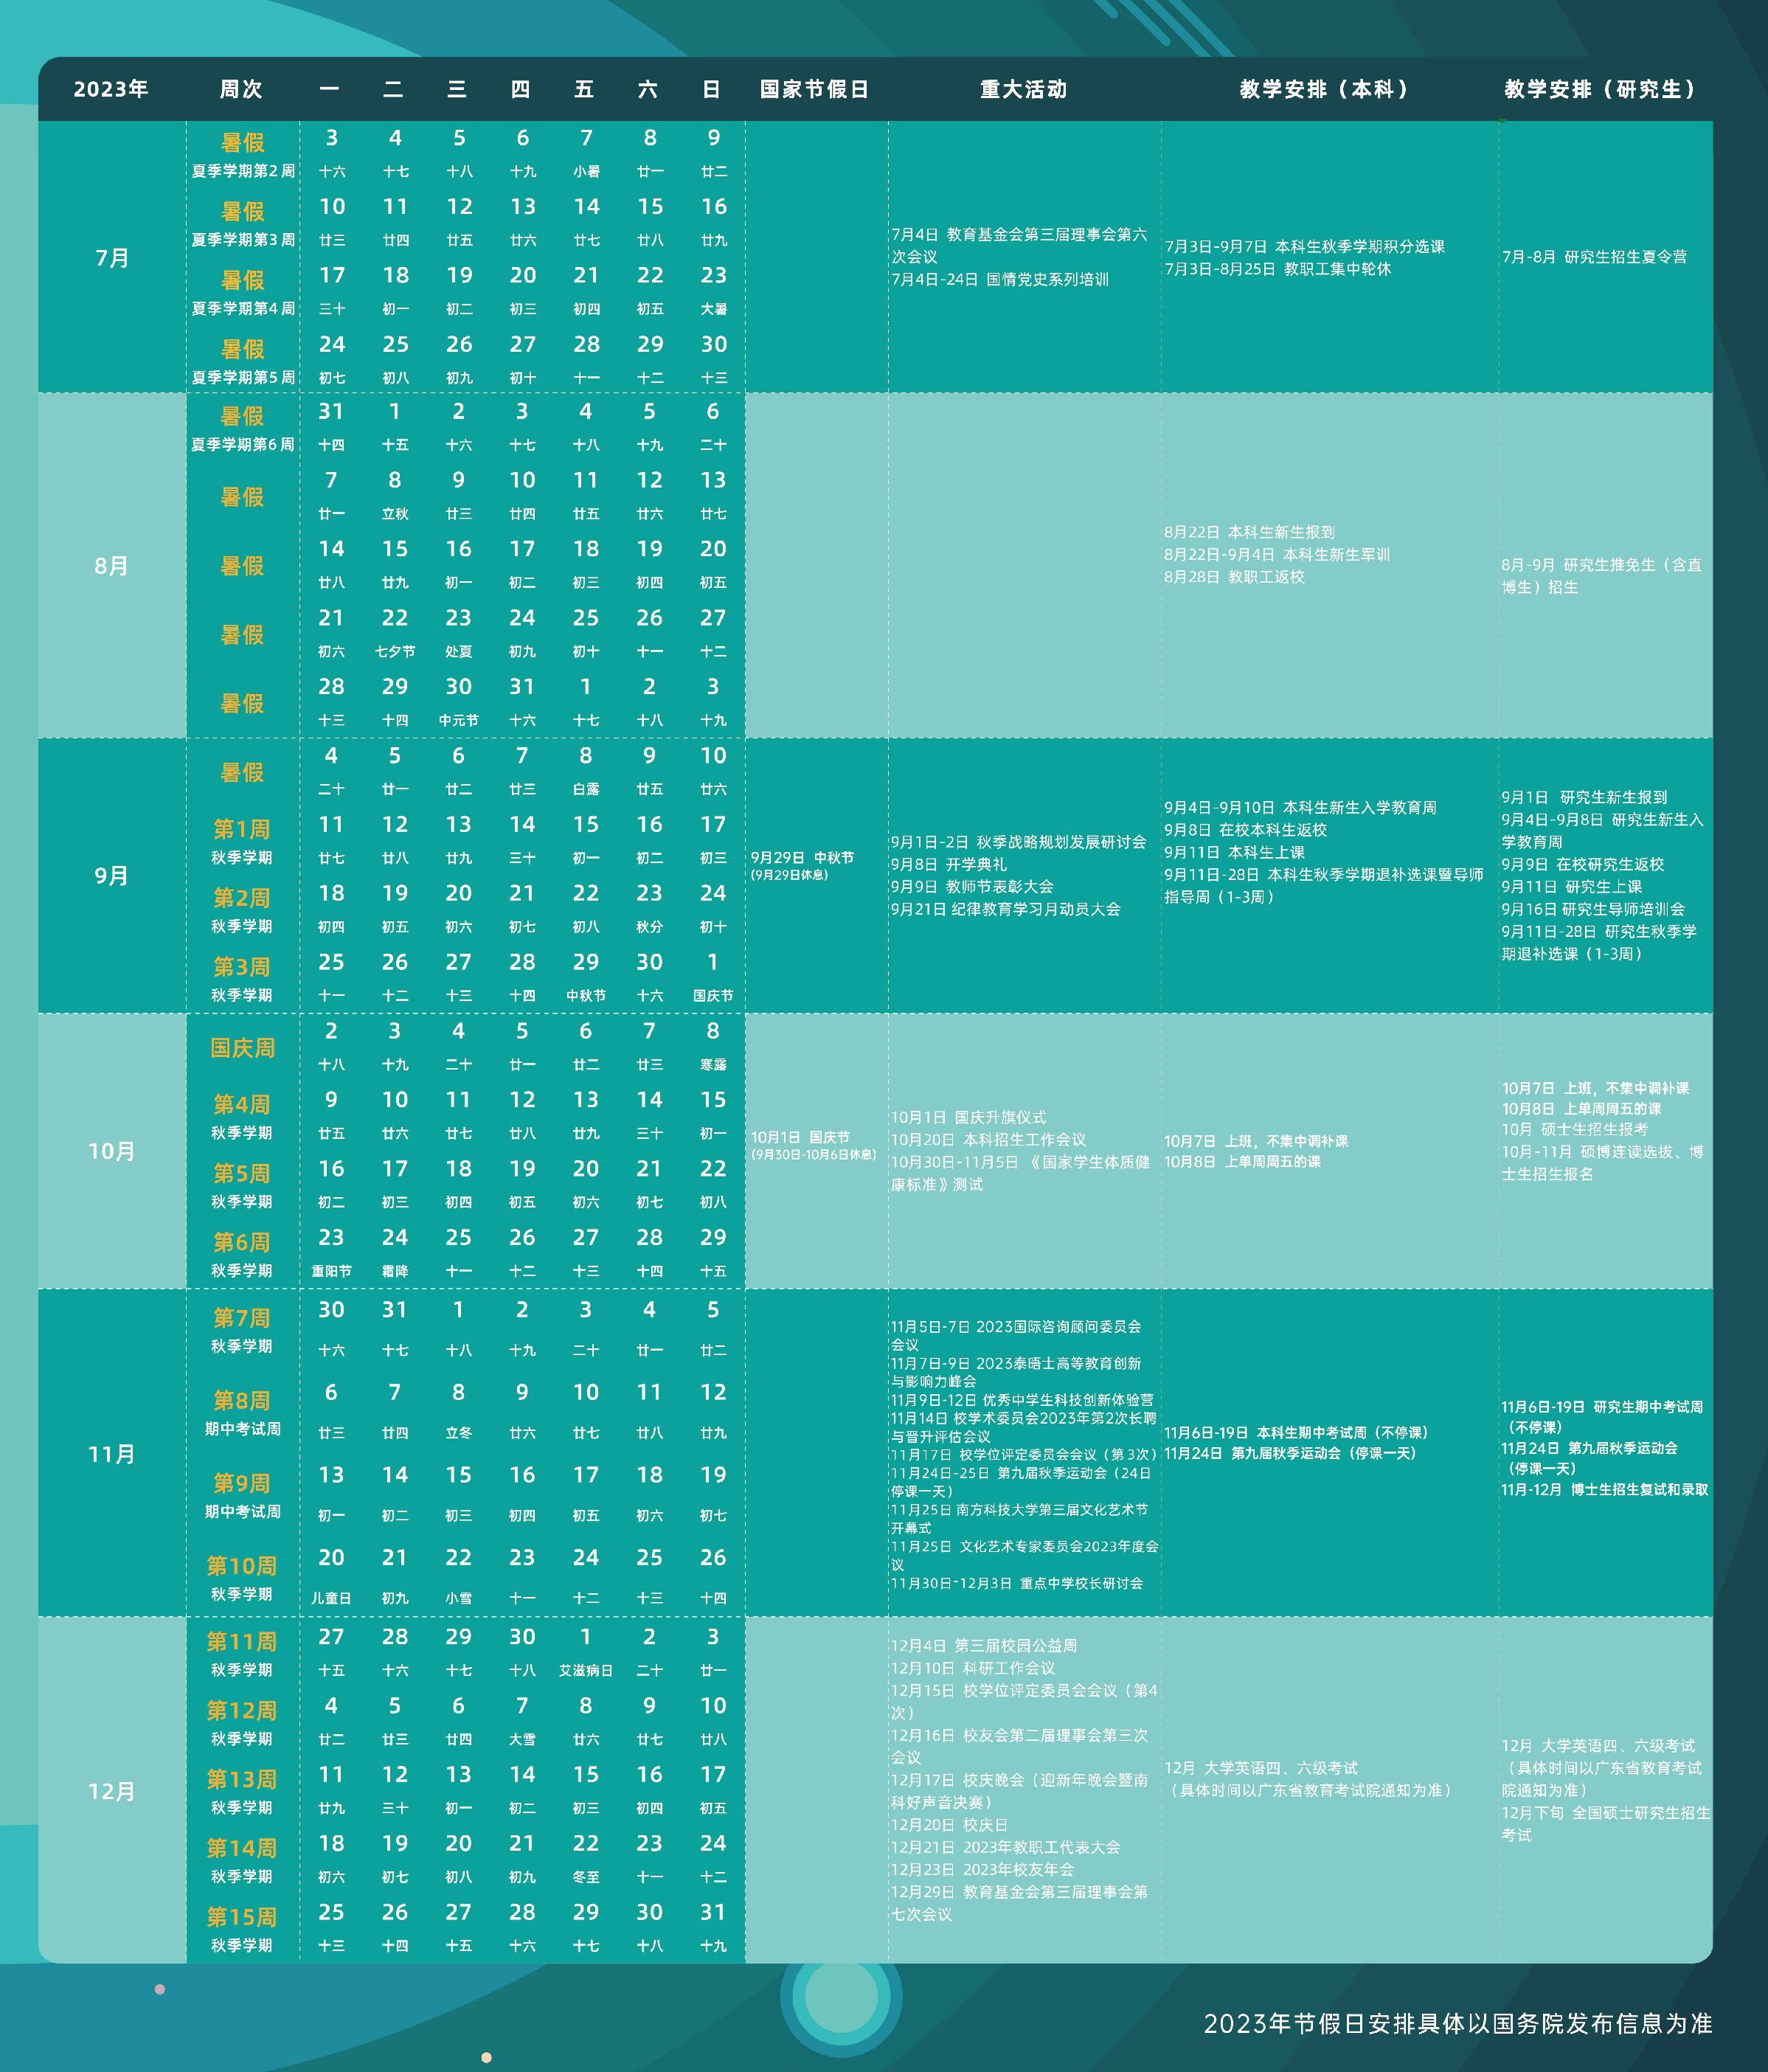 2023年 周次 一 二 三 四 五 六 日 国家节假日 重大活动 教学安排（本科） 教学安排（研究生）
7月
暑假 3 4 5 6 7 8 9
夏季学期第2周 十六 十七 十八 十九 小暑 廿一 廿二
暑假 10 11 12 13 14 15 16
夏季学期第3周 廿三 廿四 廿五 廿六 廿七 廿八 廿九
暑假 17 18 19 20 21 22 23
夏季学期第4周 三十 初一 初二 初三 初四 初五 大暑
暑假 24 25 26 27 28 29 30
夏季学期第5周 初七 初八 初九 初十 十一 十二 十三
7月4日 教育基金会第三届理事会第六
次会议
7月4日-24日 国情党史系列培训
7月3日-9月7日 本科生秋季学期积分选课
7月3日-8月25日 教职工集中轮休
7月-8月 研究生招生夏令营
8月
暑假 31 1 2 3 4 5 6
夏季学期第6周 十四 十五 十六 十七 十八 十九 二十
暑假 7 8 9 10 11 12 13
廿一 立秋 廿三 廿四 廿五 廿六 廿七
暑假 14 15 16 17 18 19 20
廿八 廿九 初一 初二 初三 初四 初五
暑假 21 22 23 24 25 26 27
初六 七夕节 处夏 初九 初十 十一 十二
暑假 28 29 30 31 1 2 3
十三 十四 中元节 十六 十七 十八 十九
8月22日 本科生新生报到
8月22日-9月4日 本科生新生军训
8月28日 教职工返校
8月-9月 研究生推免生（含直
博生）招生
9月
暑假 4 5 6 7 8 9 10
二十 廿一 廿二 廿三 白露 廿五 廿六
第1周 11 12 13 14 15 16 17
秋季学期 廿七 廿八 廿九 三十 初一 初二 初三
第2周 18 19 20 21 22 23 24
秋季学期 初四 初五 初六 初七 初八 秋分 初十
第3周 25 26 27 28 29 30 1
秋季学期 十一 十二 十三 十四 中秋节 十六 国庆节
9月29日 中秋节
(9月29日休息)
9月1日-2日 秋季战略规划发展研讨会
9月8日 开学典礼
9月9日 教师节表彰大会
9月21日 纪律教育学习月动员大会
9月4日-9月10日 本科生新生入学教育周
9月8日 在校本科生返校
9月11日 本科生上课
9月11日-28日 本科生秋季学期退补选课暨导师
指导周（1-3周）
9月1日 研究生新生报到
9月4日-9月8日 研究生新生入
学教育周
9月9日 在校研究生返校
9月11日 研究生上课
9月16日 研究生导师培训会
9月11日-28日 研究生秋季学
期退补选课（1-3周）
10月
国庆周 2 3 4 5 6 7 8
十八 十九 二十 廿一 廿二 廿三 寒露
第4周 9 10 11 12 13 14 15
秋季学期 廿五 廿六 廿七 廿八 廿九 三十 初一
第5周 16 17 18 19 20 21 22
秋季学期 初二 初三 初四 初五 初六 初七 初八
第6周 23 24 25 26 27 28 29
秋季学期 重阳节 霜降 十一 十二 十三 十四 十五
10月1日 国庆节
(9月30日-10月6日休息)
10月1日 国庆升旗仪式
10月20日 本科招生工作会议
10月30日-11月5日 《国家学生体质健
康标准》测试
10月7日 上班，不集中调补课
10月8日 上单周周五的课
10月7日 上班，不集中调补课
10月8日 上单周周五的课
10月 硕士生招生报考
10月-11月 硕博连读选拔、博
士生招生报名
11月
第7周 30 31 1 2 3 4 5
秋季学期 十六 十七 十八 十九 二十 廿一 廿二
第8周 6 7 8 9 10 11 12
期中考试周 廿三 廿四 立冬 廿六 廿七 廿八 廿九
第9周 13 14 15 16 17 18 19
期中考试周 初一 初二 初三 初四 初五 初六 初七
第10周 20 21 22 23 24 25 26
秋季学期 儿童日 初九 小雪 十一 十二 十三 十四
11月5日-7日 2023国际咨询顾问委员会
会议
11月7日-9日 2023泰晤士高等教育创新
与影响力峰会
11月9日-12日 优秀中学生科技创新体验营
11月14日 校学术委员会2023年第2次长聘
与晋升评估会议
11月17日 校学位评定委员会会议（第3次）
11月24日-25日 第九届秋季运动会（24日
停课一天）
11月25日 南方科技大学第三届文化艺术节
开幕式
11月25日 文化艺术专家委员会2023年度会
议
11月30日-12月3日 重点中学校长研讨会
11月6日-19日 本科生期中考试周（不停课）
11月24日 第九届秋季运动会（停课一天）
11月6日-19日 研究生期中考试周
（不停课）
11月24日 第九届秋季运动会
（停课一天）
11月-12月 博士生招生复试和录取
12月
第11周 27 28 29 30 1 2 3
秋季学期 十五 十六 十七 十八 艾滋病日 二十 廿一
第12周 4 5 6 7 8 9 10
秋季学期 廿二 廿三 廿四 大雪 廿六 廿七 廿八
第13周 11 12 13 14 15 16 17
秋季学期 廿九 三十 初一 初二 初三 初四 初五
第14周 18 19 20 21 22 23 24
秋季学期 初六 初七 初八 初九 冬至 十一 十二
第15周 25 26 27 28 29 30 31
秋季学期 十三 十四 十五 十六 十七 十八 十九
12月4日 第三届校园公益周
12月10日 科研工作会议
12月15日 校学位评定委员会会议（第4
次）
12月16日 校友会第二届理事会第三次
会议
12月17日 校庆晚会（迎新年晚会暨南
科好声音决赛）
12月20日 校庆日
12月21日 2023年教职工代表大会
12月23日 2023年校友年会
12月29日 教育基金会第三届理事会第
七次会议
12月 大学英语四、六级考试
（具体时间以广东省教育考试院通知为准）
12月 大学英语四、六级考试
（具体时间以广东省教育考试
院通知为准）
12月下旬 全国硕士研究生招生
考试
2023年节假日安排具体以国务院发布信息为准